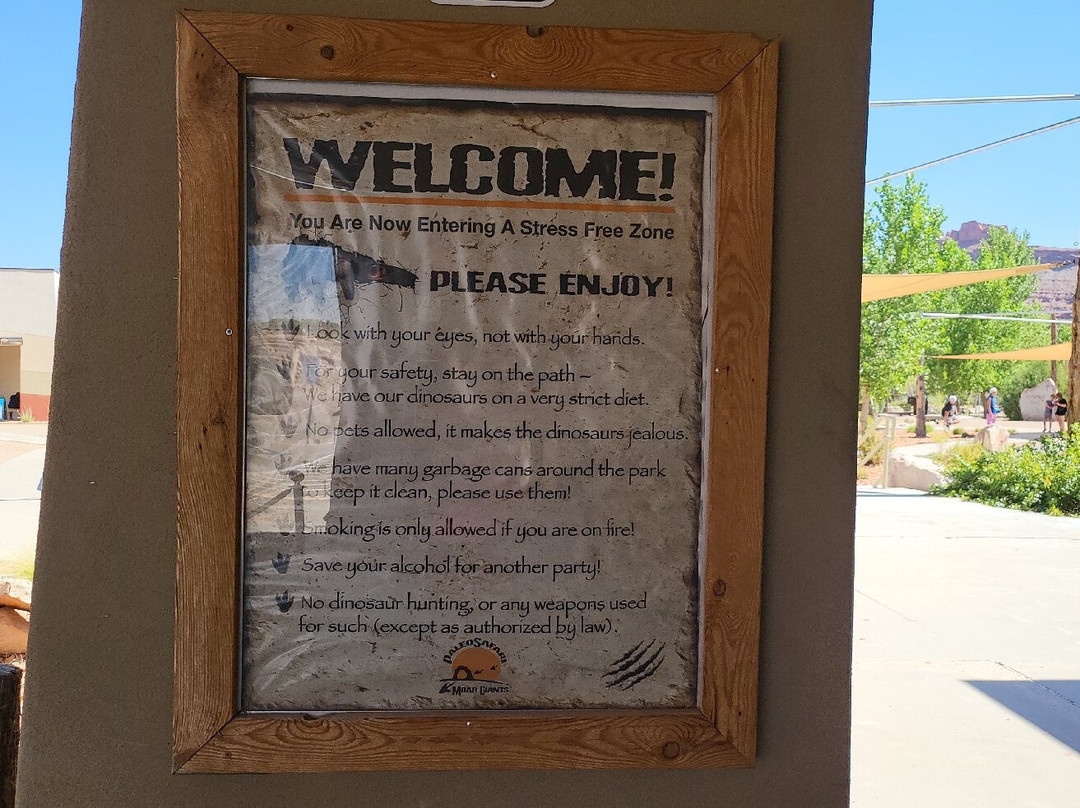 WELCOME!
You Are Now Entering A Stress Free Zone
PLEASE ENJOY!
Look with your eyes, not with your hands.
For your safety, stay on the path –
We have our dinosaurs on a very strict diet.
No pets allowed, it makes the dinosaurs jealous.
We have many garbage cans around the park
to keep it clean, please use them!
Smoking is only allowed if you are on fire!
Save your alcohol for another party!
No dinosaur hunting, or any weapons used
for such (except as authorized by law).
PALEOSAFARI
MOAB GIANTS